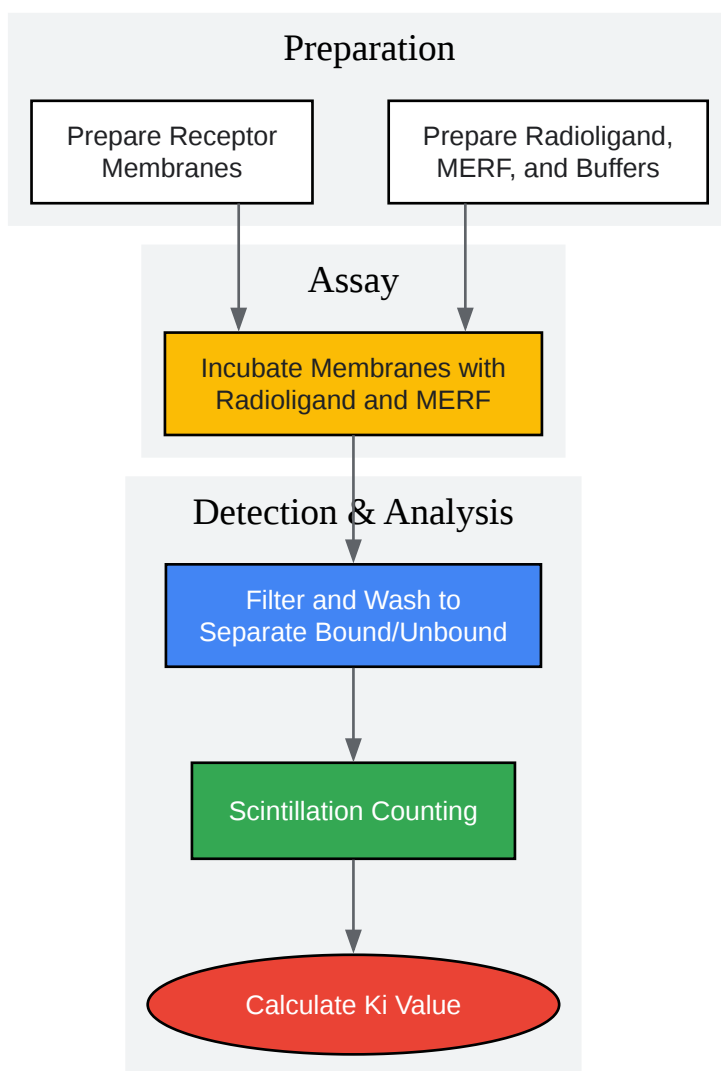 Preparation
Prepare Receptor
Membranes
Prepare Radioligand,
MERF, and Buffers
Assay
Incubate Membranes with
Radioligand and MERF
Detection & Analysis
Filter and Wash to
Separate Bound/Unbound
Scintillation Counting
Calculate Ki Value